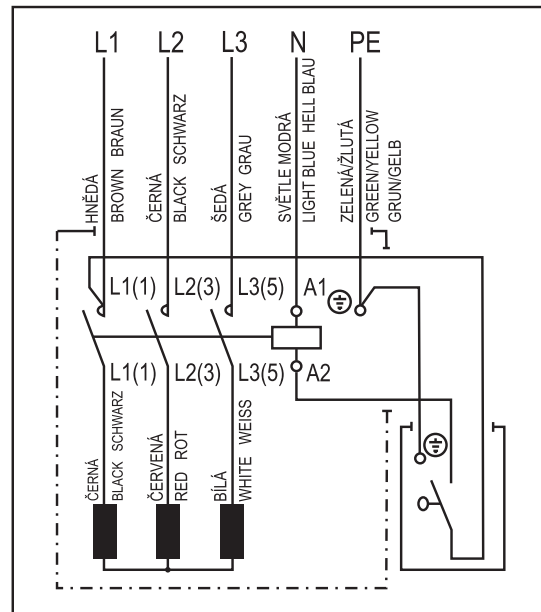 L1 L2 L3 N PE
HNĚDÁ
BROWN BRAUN
ČERNÁ
BLACK SCHWARZ
ŠEDÁ
GREY GRAU
SVĚTLE MODRÁ
LIGHT BLUE HELL BLAU
ZELENÁ/ŽLUTÁ
GREEN/YELLOW
GRUN/GELB
L1(1) L2(3) L3(5) A1
L1(1) L2(3) L3(5) A2
ČERNÁ
BLACK SCHWARZ
ČERVENÁ
RED ROT
BÍLÁ
WHITE WEISS